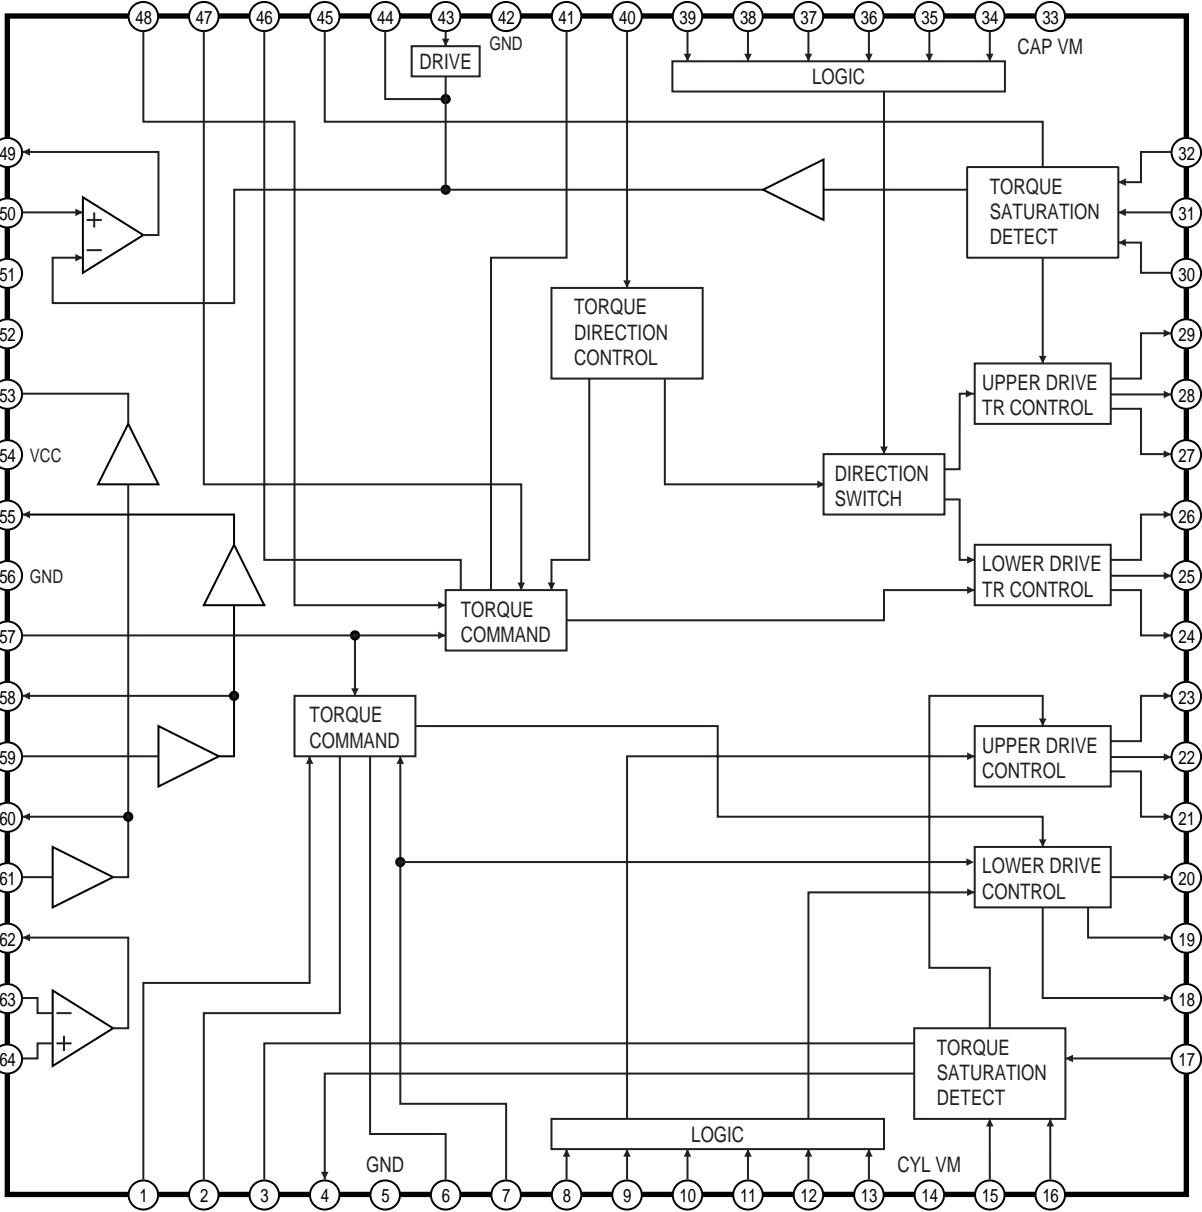 48 47 46 45 44 43 42 41 40 39 38 37 36 35 34 33
GND
CAP VM
DRIVE
LOGIC
49
32
TORQUE
SATURATION
DETECT
50
+
−
31
51
30
TORQUE
DIRECTION
CONTROL
52
29
UPPER DRIVE
TR CONTROL
53
28
54
VCC
27
DIRECTION
SWITCH
55
26
LOWER DRIVE
TR CONTROL
56
GND
25
TORQUE
COMMAND
57
24
58
23
TORQUE
COMMAND
UPPER DRIVE
CONTROL
59
22
60
21
LOWER DRIVE
CONTROL
61
20
62
19
63
−
+
18
64
TORQUE
SATURATION
DETECT
17
LOGIC
GND
CYL VM
1 2 3 4 5 6 7 8 9 10 11 12 13 14 15 16